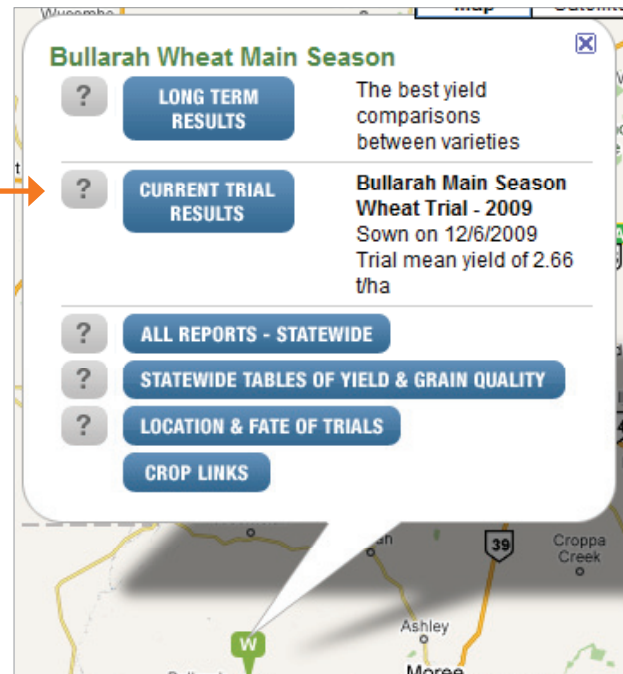 Map
Bullarah Wheat Main Season
?
LONG TERM
RESULTS
The best yield
comparisons
between varieties
?
CURRENT TRIAL
RESULTS
Bullarah Main Season
Wheat Trial - 2009
Sown on 12/6/2009
Trial mean yield of 2.66
t/ha
?
ALL REPORTS - STATEWIDE
?
STATEWIDE TABLES OF YIELD & GRAIN QUALITY
?
LOCATION & FATE OF TRIALS
CROP LINKS
39
Croppa
Creek
Ashley
W
Moree